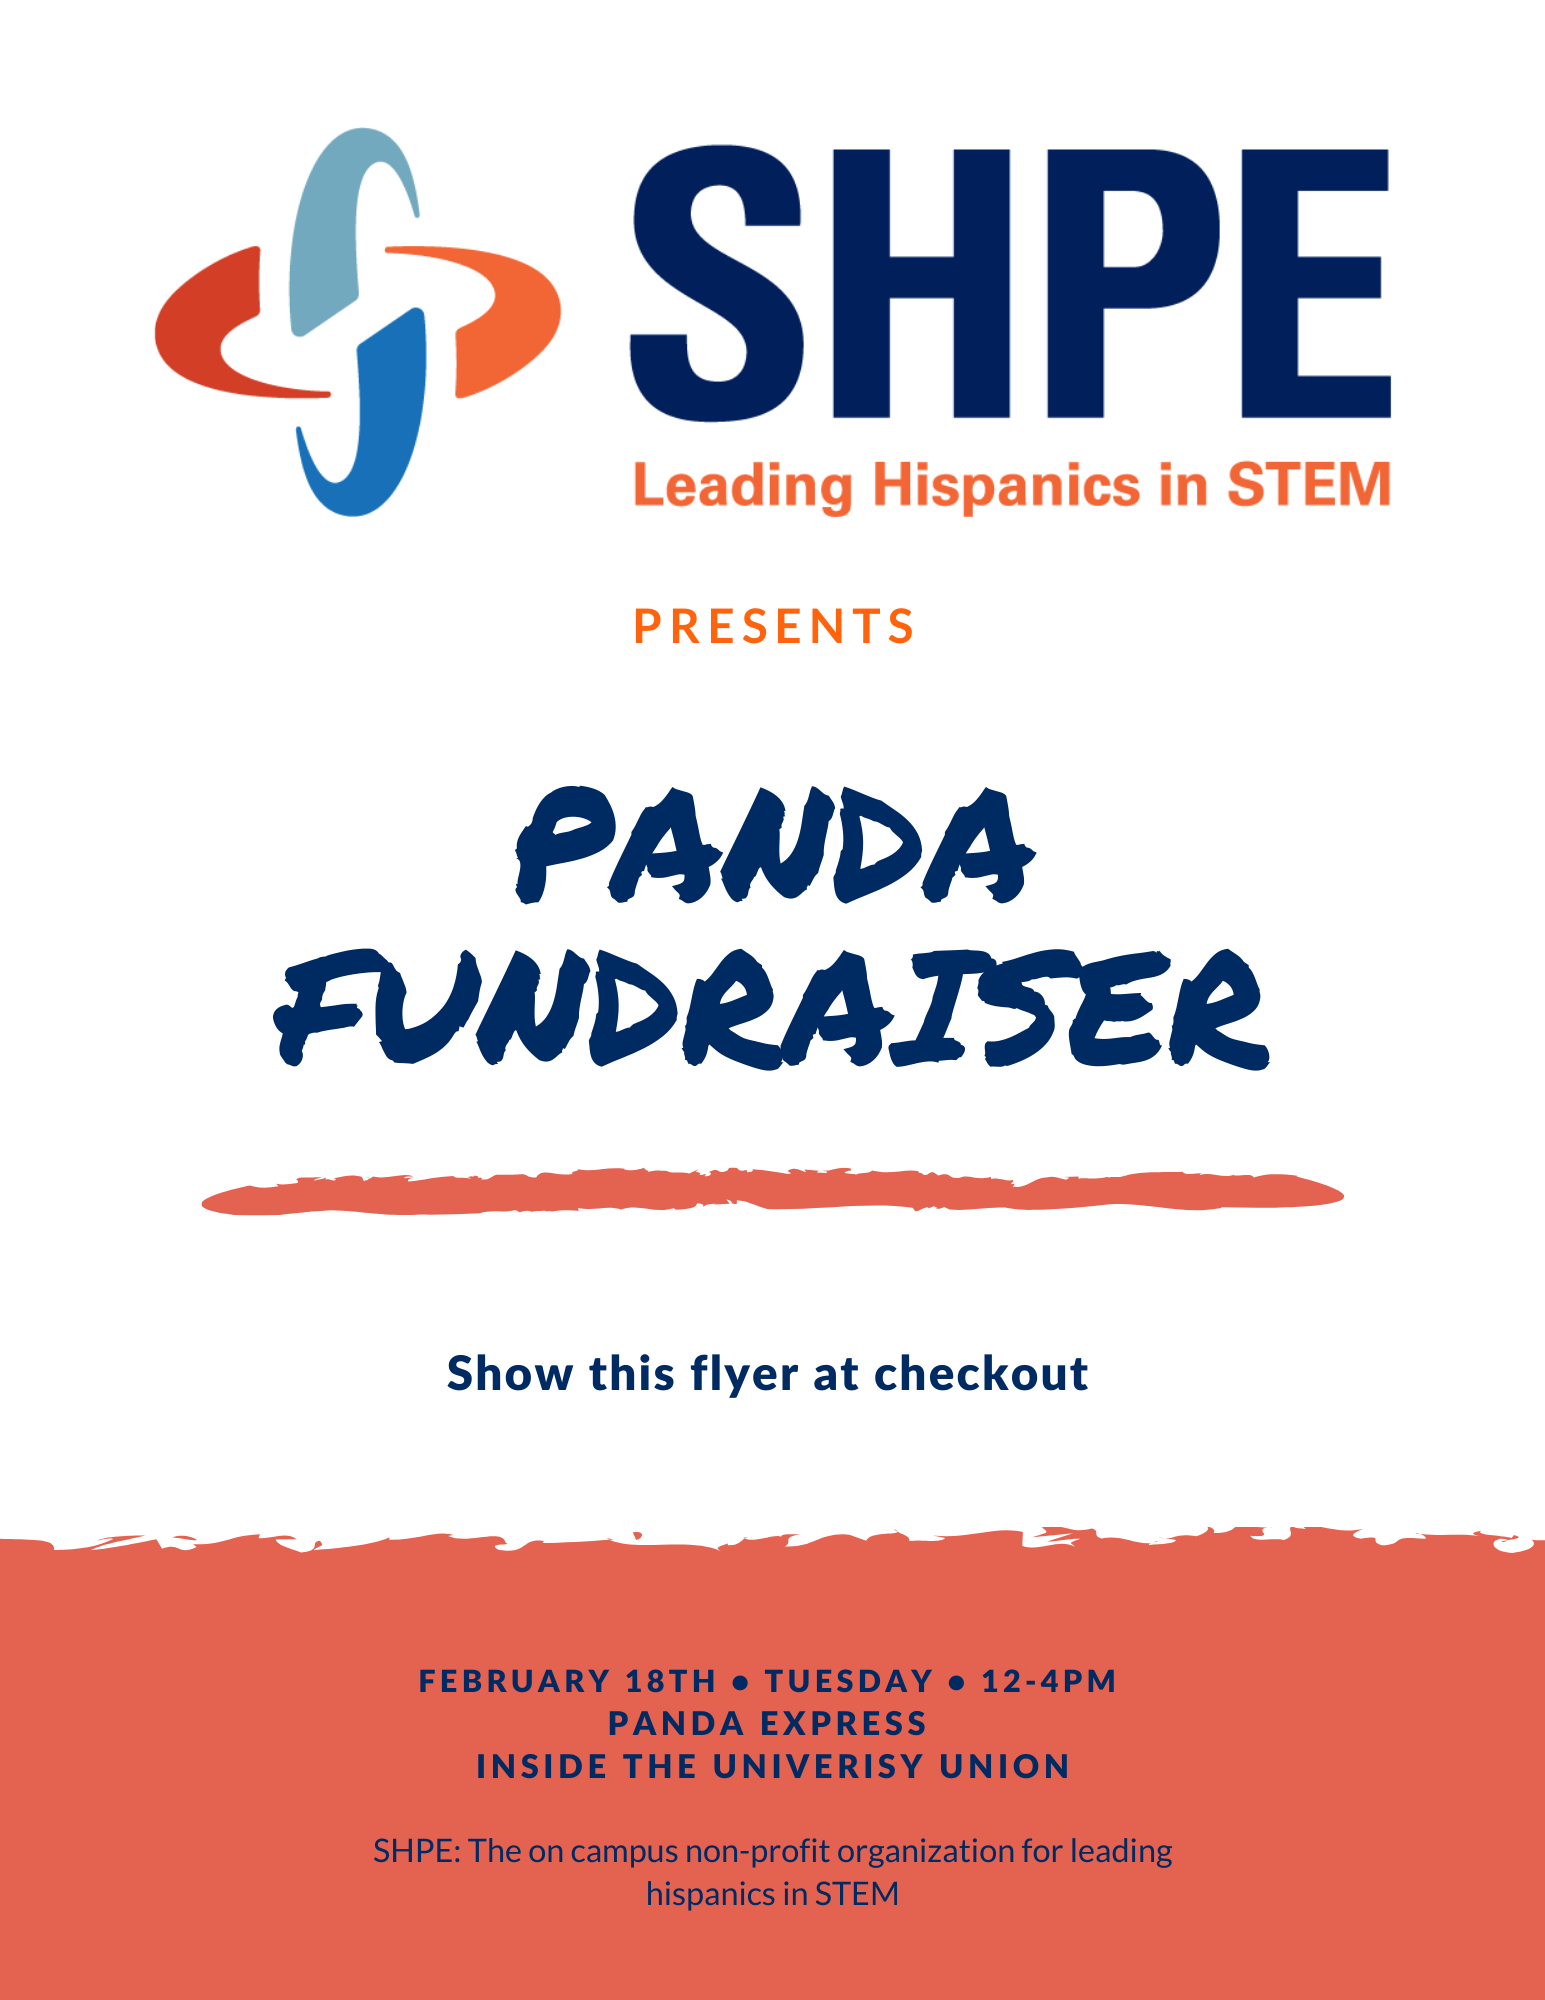 SHPE
Leading Hispanics in STEM
PRESENTS
PANDA
FUNDRAISER
Show this flyer at checkout
FEBRUARY 18TH • TUESDAY • 12-4PM
PANDA EXPRESS
INSIDE THE UNIVERISY UNION
SHPE: The on campus non-profit organization for leading
hispanics in STEM